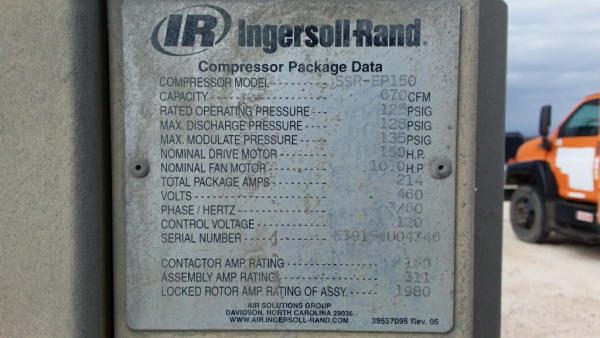 IR Ingersoll-Rand
Compressor Package Data
COMPRESSOR MODEL SSR-EP150
CAPACITY 670 CFM
RATED OPERATING PRESSURE 125 PSIG
MAX. DISCHARGE PRESSURE 128 PSIG
MAX. MODULATE PRESSURE 135 PSIG
NOMINAL DRIVE MOTOR 150 H.P.
NOMINAL FAN MOTOR 10.0 H.P
TOTAL PACKAGE AMPS 214
VOLTS 460
PHASE / HERTZ 3/60
CONTROL VOLTAGE 120
SERIAL NUMBER
CONTACTOR AMP. RATING 180
ASSEMBLY AMP. RATING 311
LOCKED ROTOR AMP. RATING OF ASSY. 1980
AIR SOLUTIONS GROUP
DAVIDSON, NORTH CAROLINA 28036
WWW.AIR.INGERSOLL-RAND.COM 39557095 Rev. 05